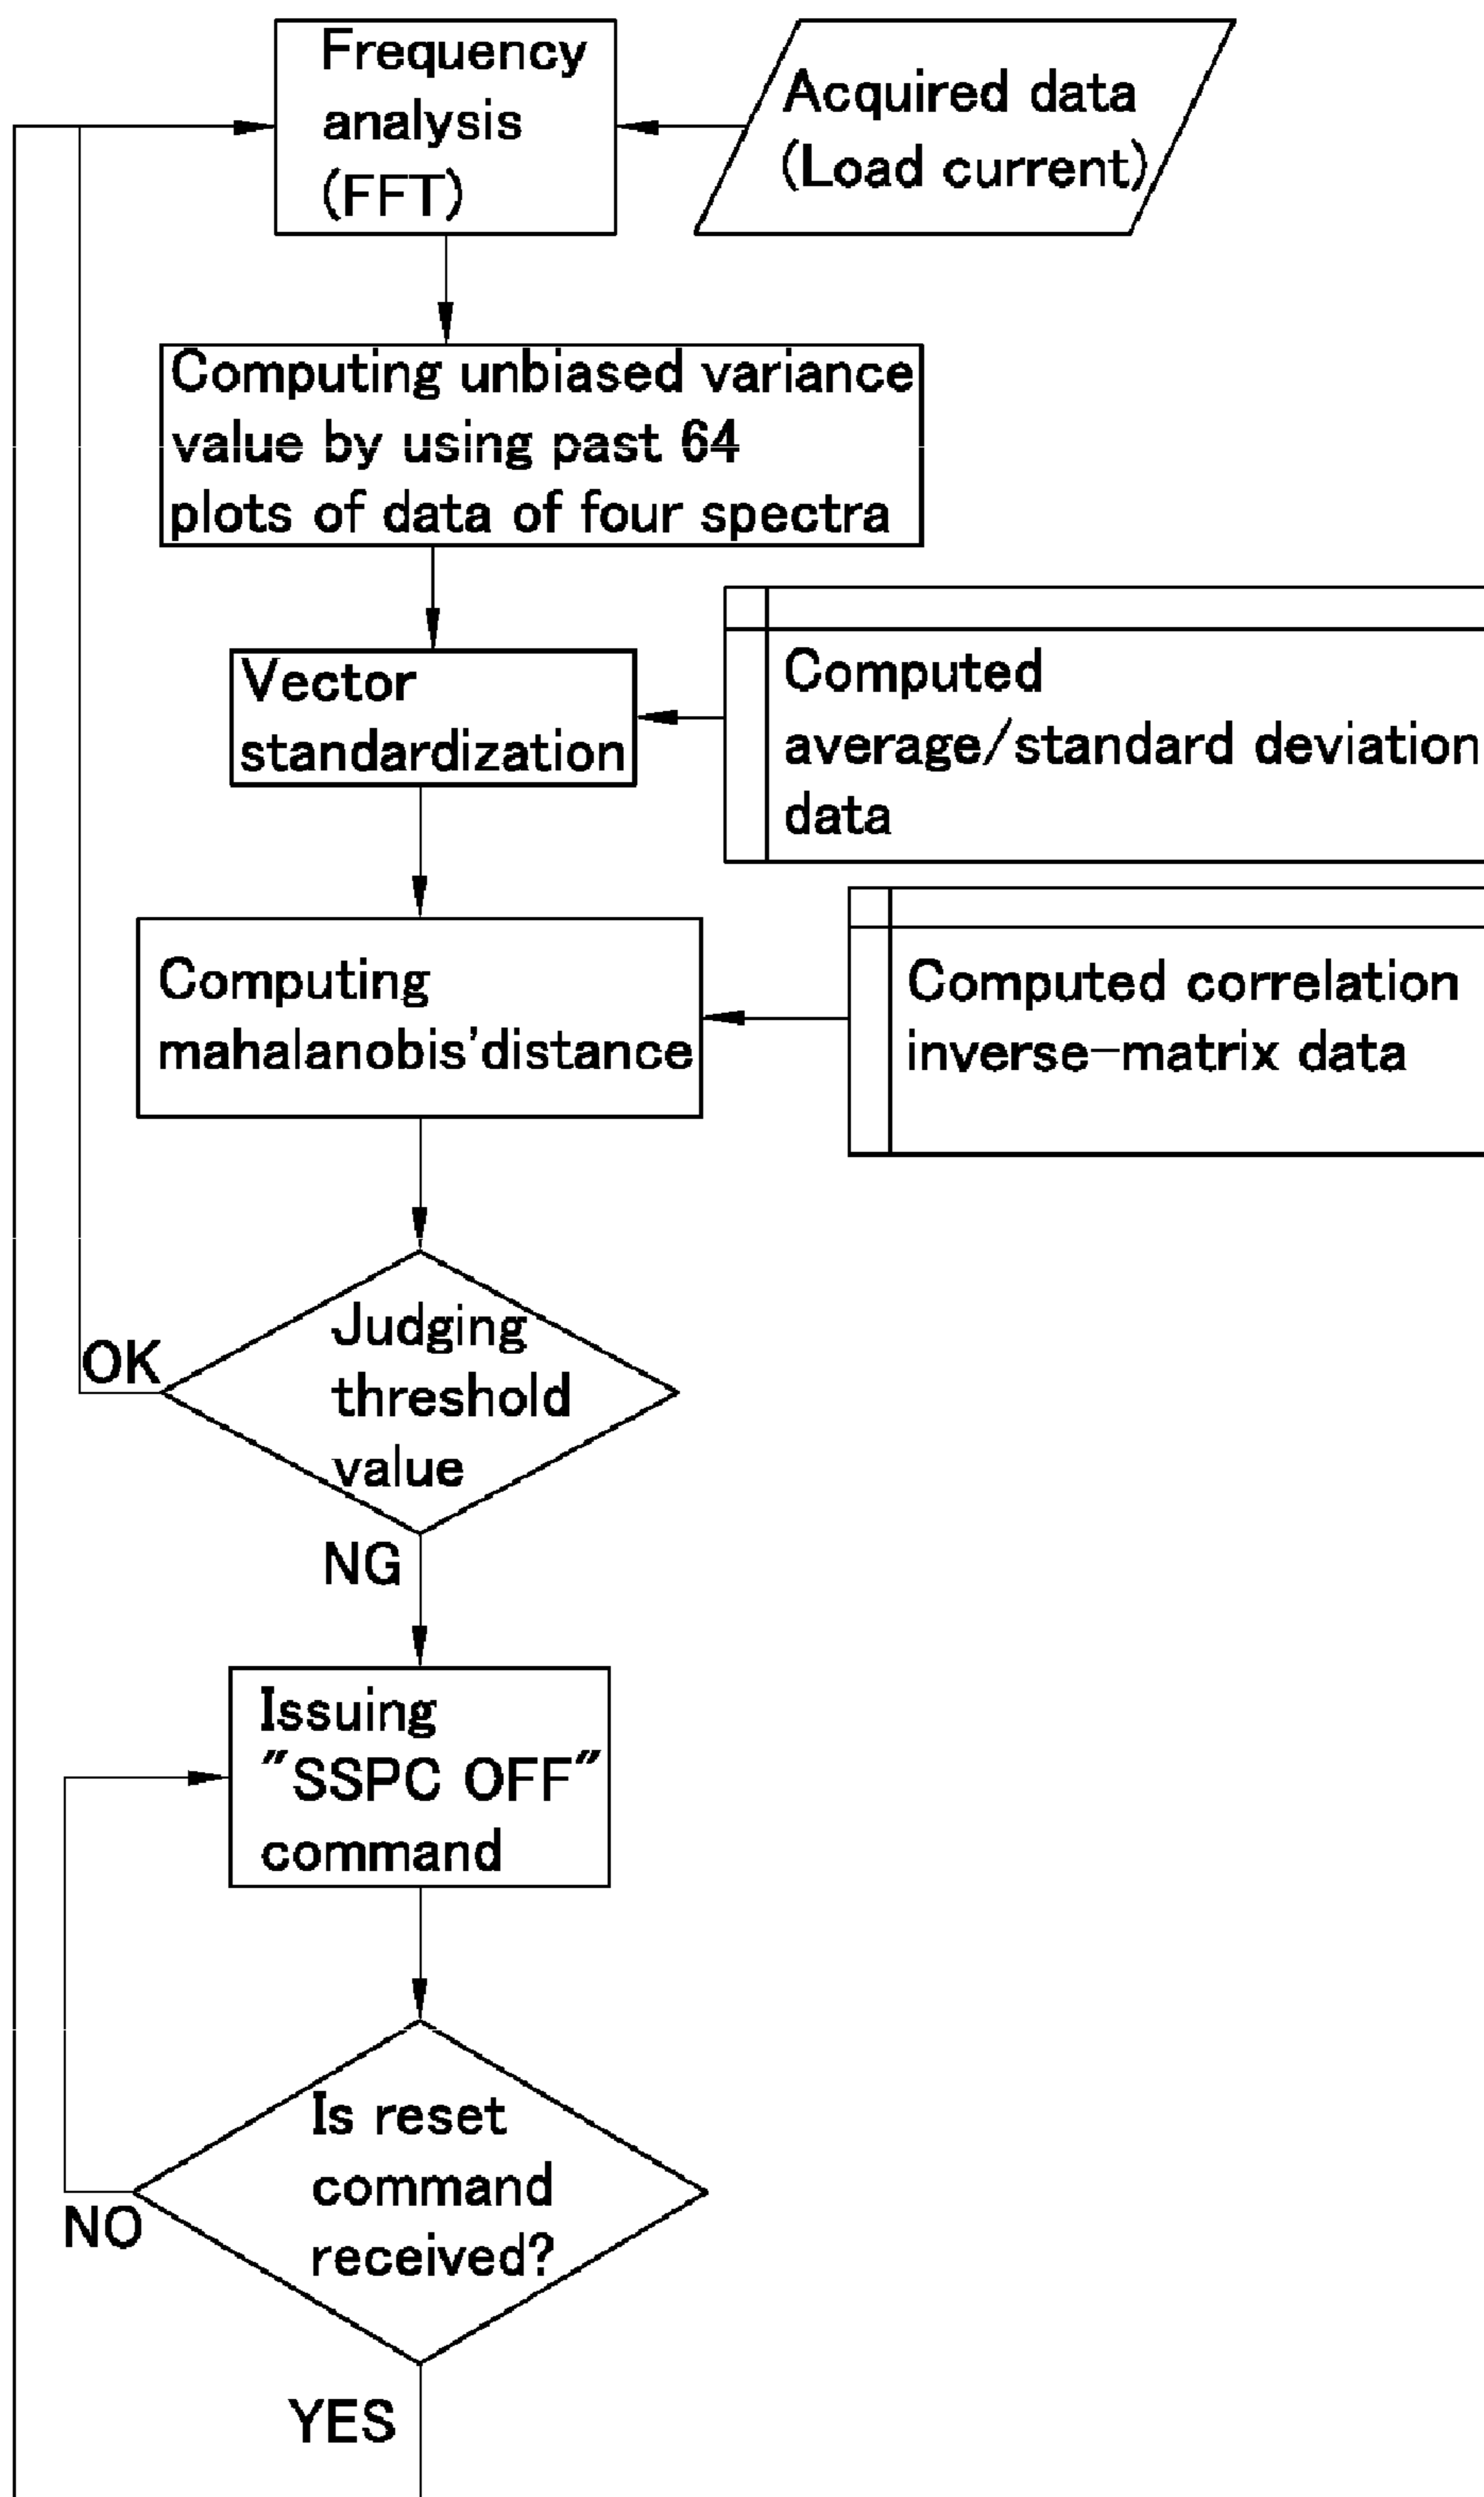 Frequency
analysis
(FFT)
Acquired data
(Load current)
Computing unbiased variance
value by using past 64
plots of data of four spectra
Vector
standardization
Computed
average/standard deviation
data
Computing
mahalanobis'distance
Computed correlation
inverse-matrix data
Judging
threshold
value
OK
NG
Issuing
"SSPC OFF"
command
Is reset
command
received?
NO
YES